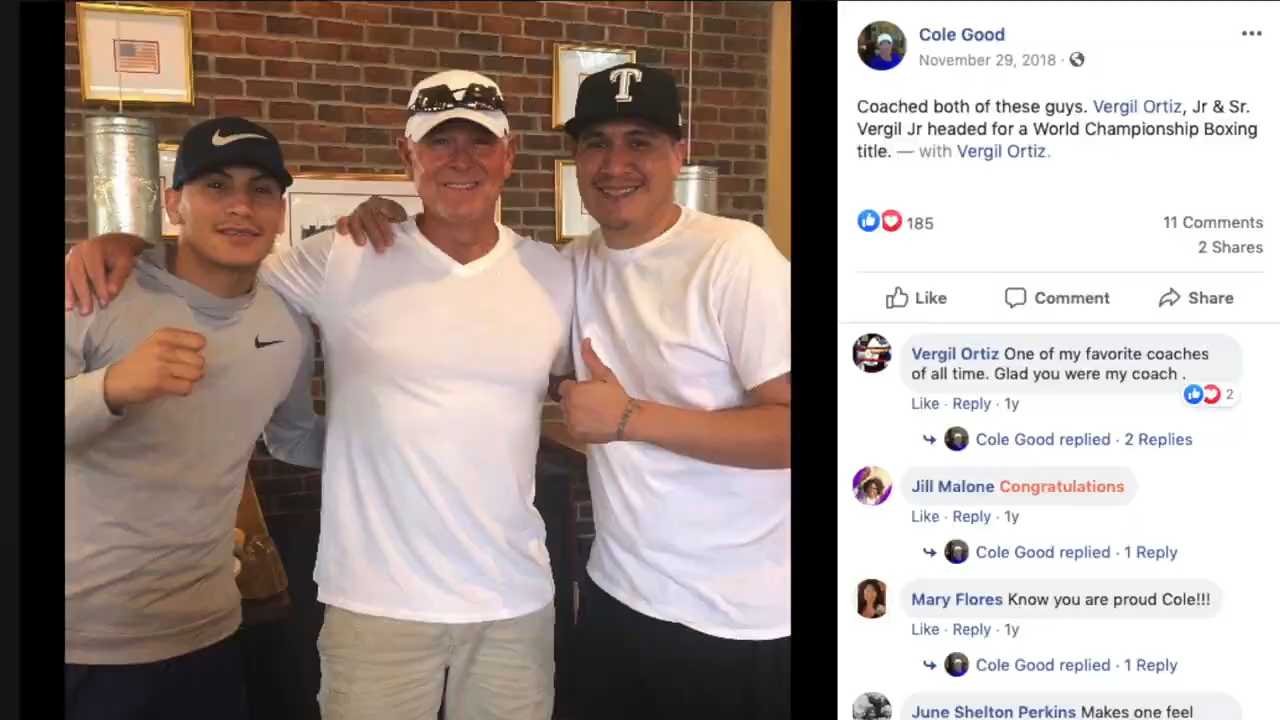 T
Cole Good
November 29, 2018 ·
Coached both of these guys. Vergil Ortiz, Jr & Sr.
Vergil Jr headed for a World Championship Boxing
title. — with Vergil Ortiz.
185
11 Comments
2 Shares
Like
Comment
Share
Vergil Ortiz One of my favorite coaches
of all time. Glad you were my coach .
2
Like · Reply · 1y
Cole Good replied · 2 Replies
Jill Malone Congratulations
Like · Reply · 1y
Cole Good replied · 1 Reply
Mary Flores Know you are proud Cole!!!
Like · Reply · 1y
Cole Good replied · 1 Reply
June Shelton Perkins Makes one feel